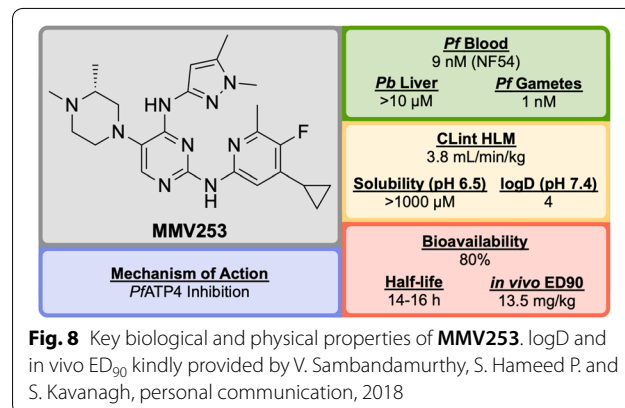 N
N
HN
N
N
N
N
N
HN
N
F
MMV253
Mechanism of Action
PfATP4 Inhibition
Pf Blood
9 nM (NF54)
Pb Liver Pf Gametes
>10 µM 1 nM
CLint HLM
3.8 mL/min/kg
Solubility (pH 6.5) logD (pH 7.4)
>1000 µM 4
Bioavailability
80%
Half-life in vivo ED90
14-16 h 13.5 mg/kg
Fig. 8 Key biological and physical properties of MMV253. logD and
in vivo ED90 kindly provided by V. Sambandamurthy, S. Hameed P. and
S. Kavanagh, personal communication, 2018